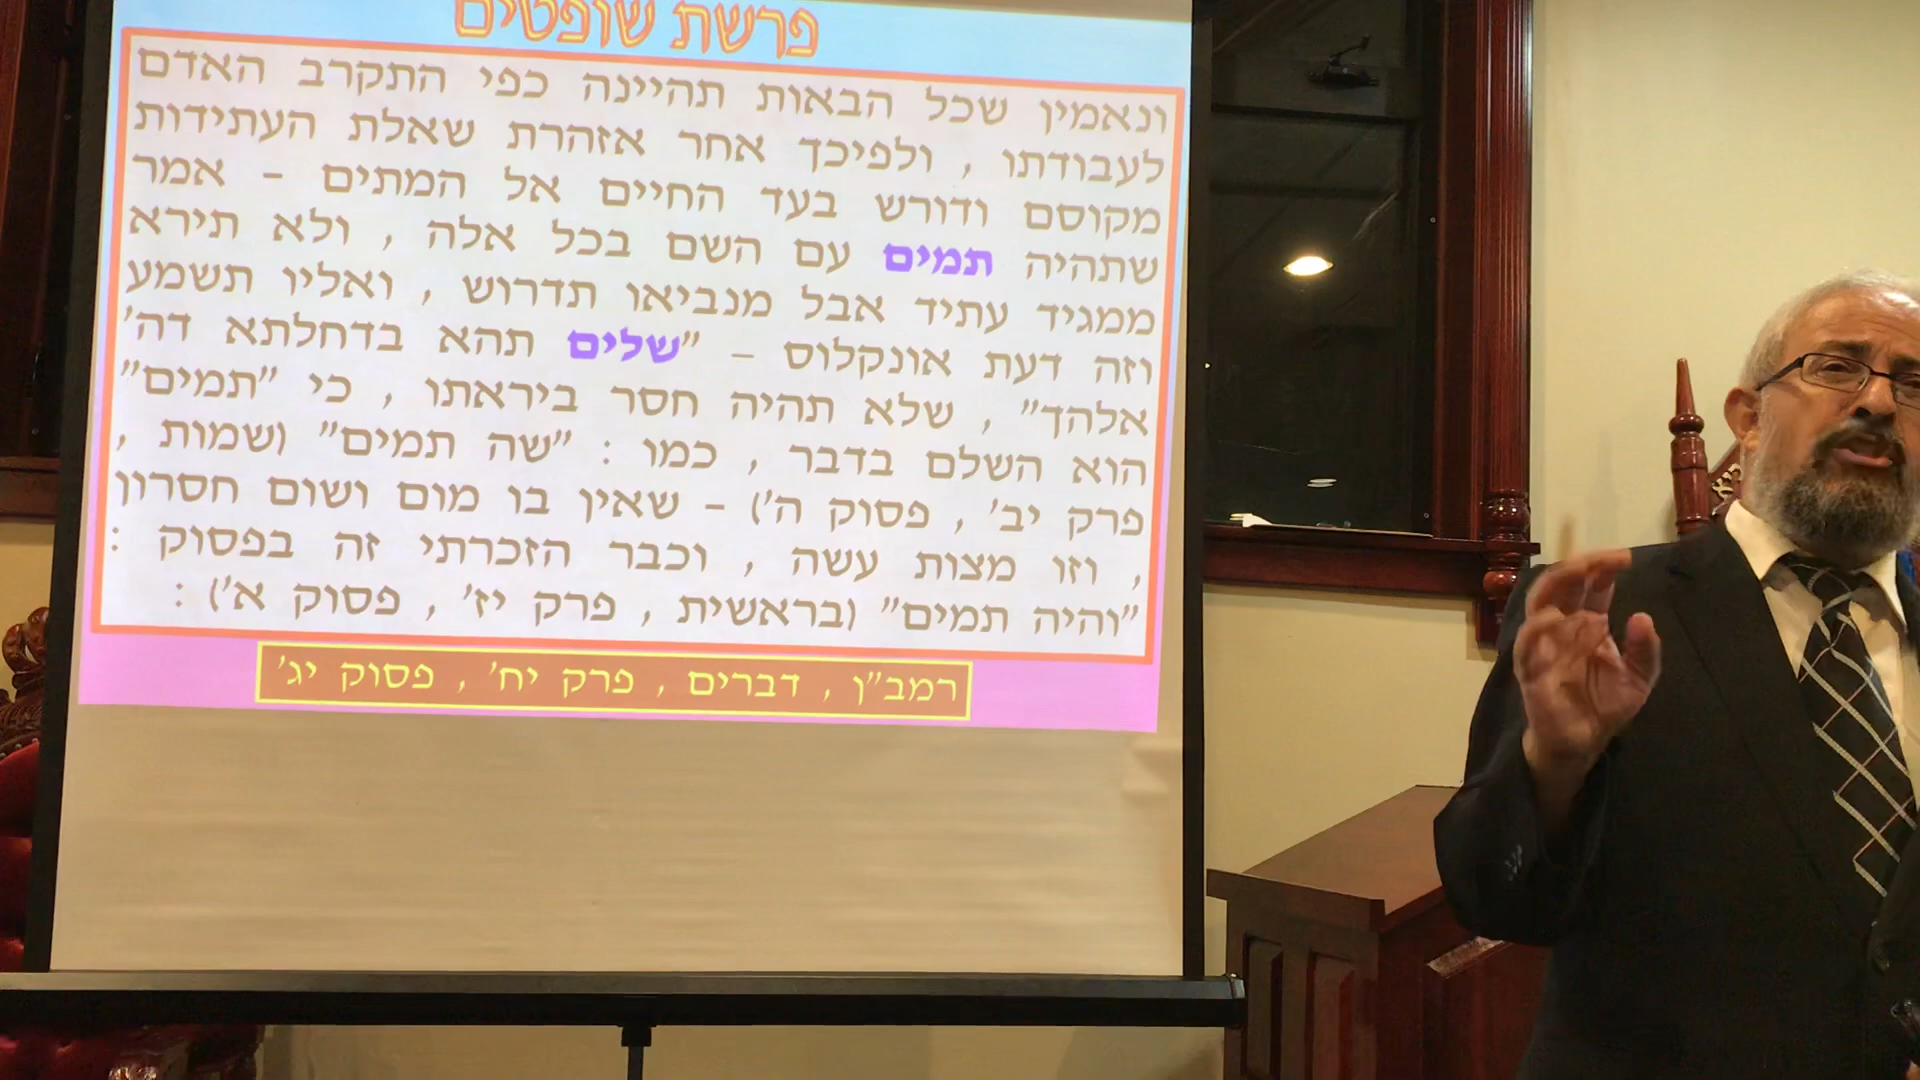 פרשת שופטים
ונאמין שכל הבאות תהיינה כפי התקרב האדם
לעבודתו , ולפיכך אחר אזהרת שאלת העתידות
מקוסם ודורש בעד החיים אל המתים - אמר
שתהיה תמים עם השם בכל אלה , ולא תירא
ממגיד עתיד אבל מנביאו תדרוש , ואליו תשמע
וזה דעת אונקלוס – "שלים תהא בדחלתא דה'
אלהך" , שלא תהיה חסר ביראתו , כי "תמים"
הוא השלם בדבר , כמו : "שה תמים" (שמות ,
פרק יב' , פסוק ה') - שאין בו מום ושום חסרון
, וזו מצות עשה , וכבר הזכרתי זה בפסוק :
"והיה תמים" (בראשית , פרק יז' , פסוק א') :
רמב"ן , דברים , פרק יח' , פסוק יג'